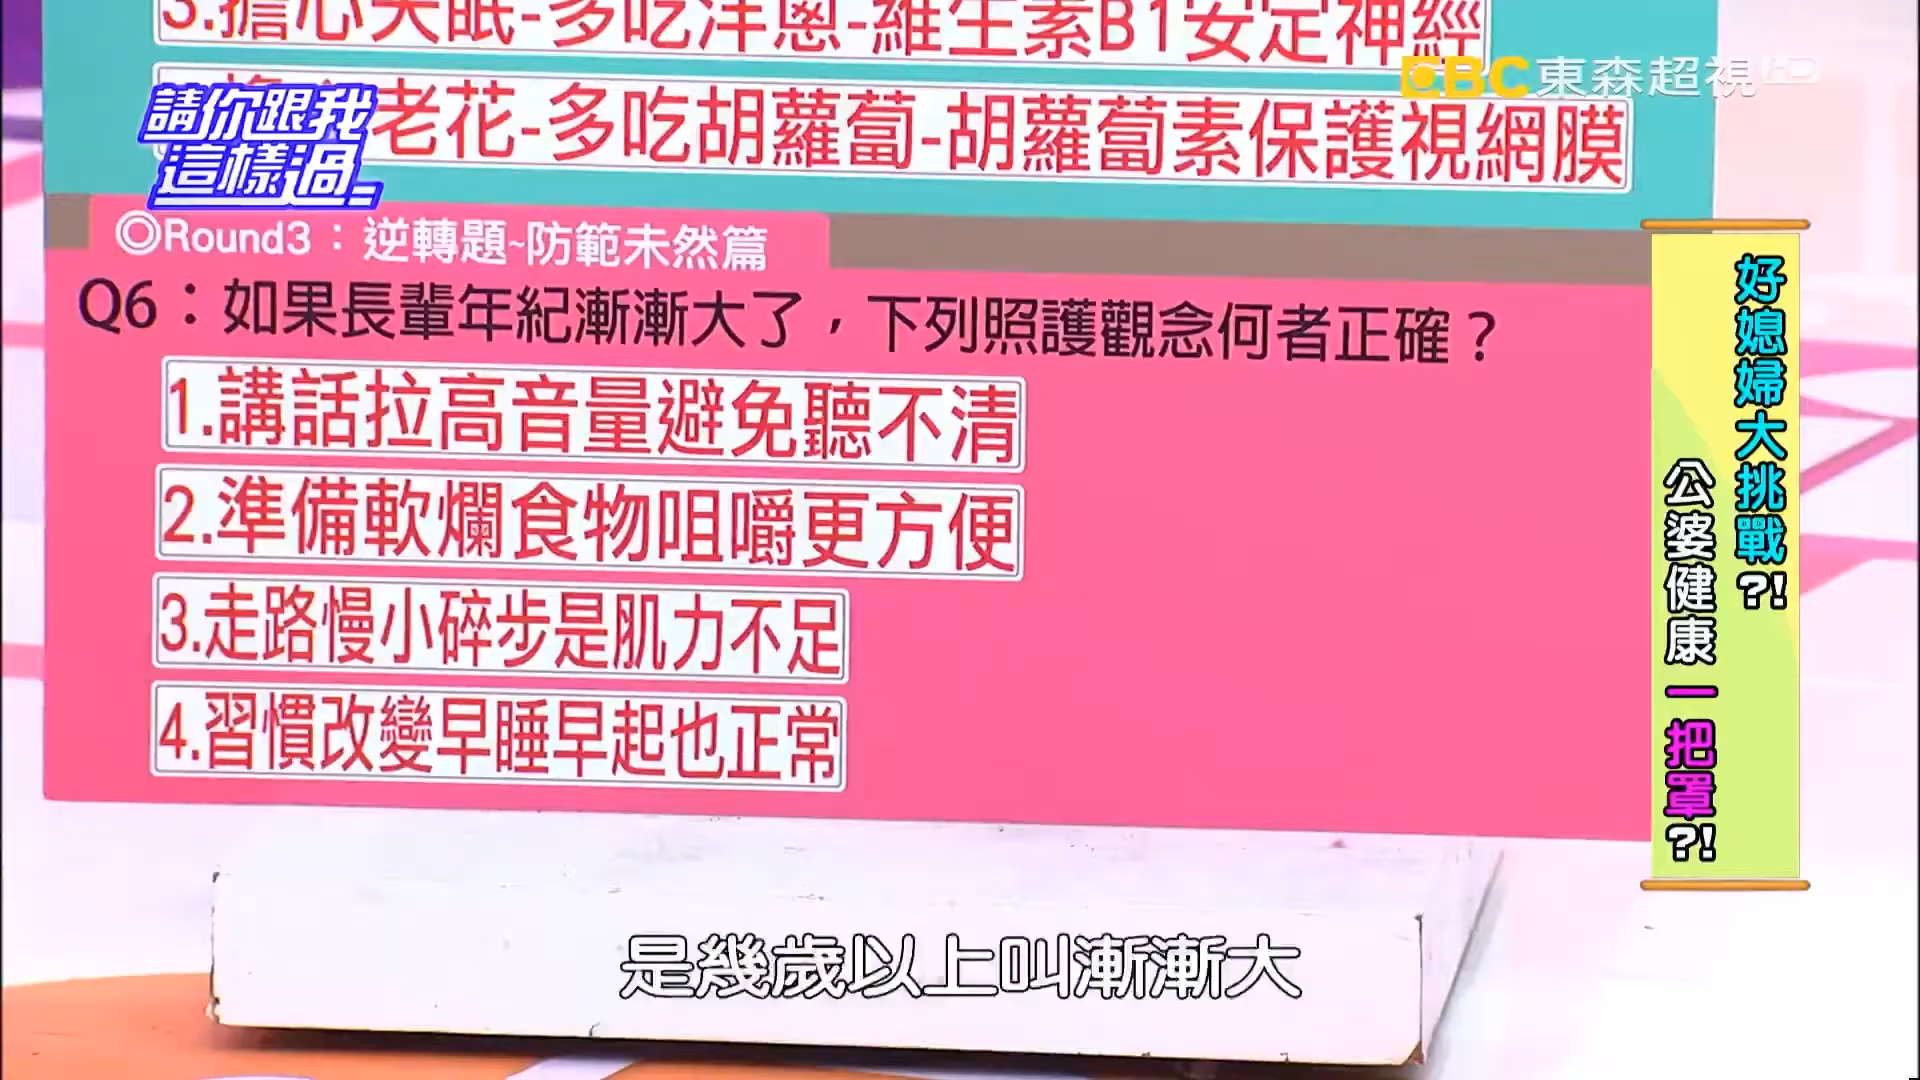 3.擔心失眠-多吃洋蔥-維生素B1安定神經
老花-多吃胡蘿蔔-胡蘿蔔素保護視網膜
EBC東森超視HD
請你跟我
這樣過
◎Round3：逆轉題~防範未然篇
Q6：如果長輩年紀漸漸大了，下列照護觀念何者正確？
1.講話拉高音量避免聽不清
2.準備軟爛食物咀嚼更方便
3.走路慢小碎步是肌力不足
4.習慣改變早睡早起也正常
好媳婦大挑戰?!
公婆健康一把罩?!
是幾歲以上叫漸漸大